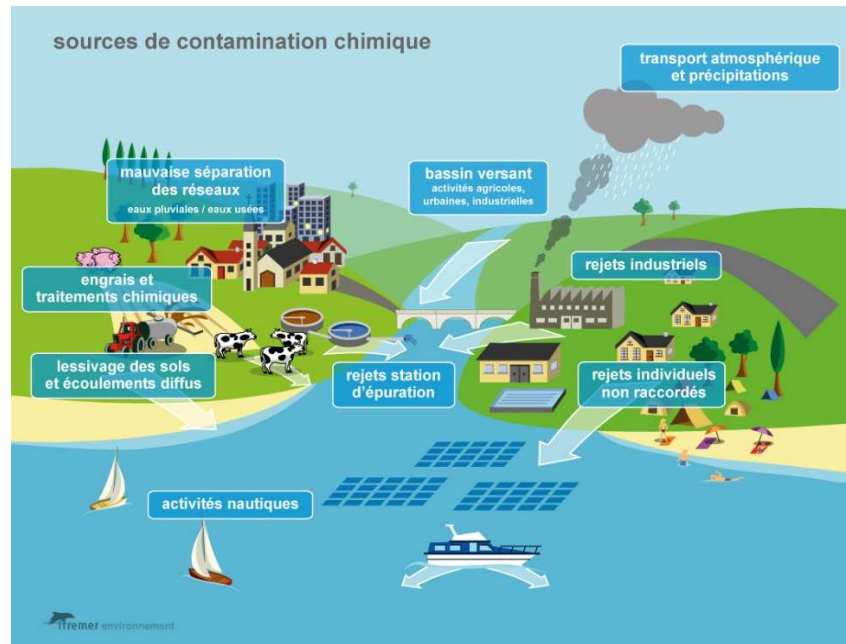 sources de contamination chimique
transport atmosphérique
et précipitations
mauvaise séparation
des réseaux
eaux pluviales / eaux usées
bassin versant
activités agricoles,
urbaines, industrielles
engrais et
traitements chimiques
rejets industriels
lessivage des sols
et écoulements diffus
rejets station
d'épuration
rejets individuels
non raccordés
activités nautiques
ifremer environnement